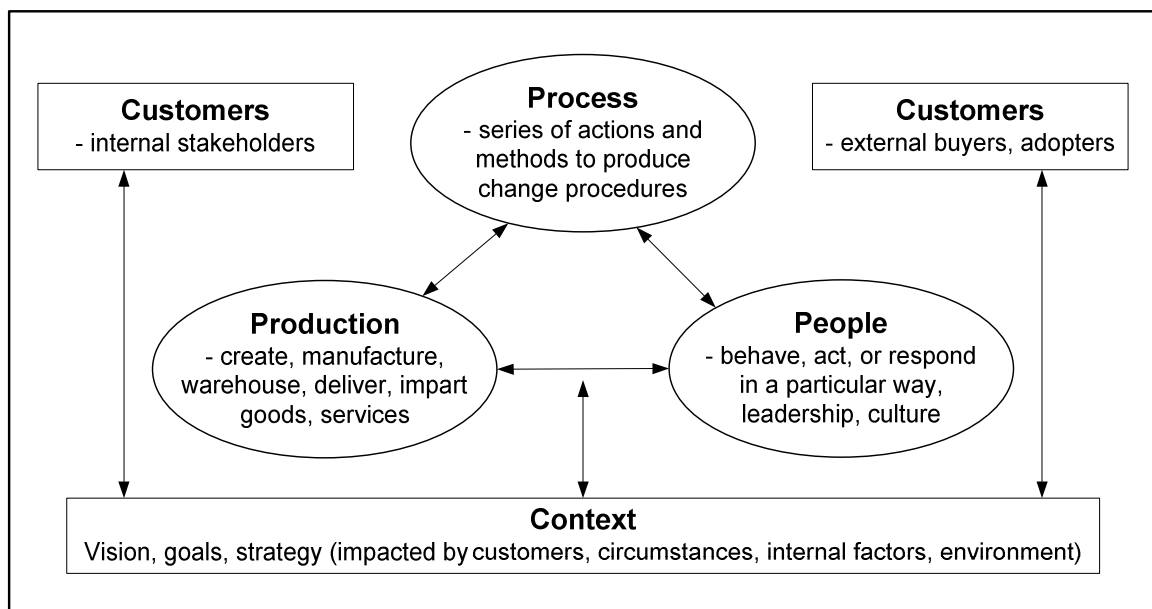 Customers
- internal stakeholders
Process
- series of actions and
methods to produce
change procedures
Customers
- external buyers, adopters
Production
- create, manufacture,
warehouse, deliver, impart
goods, services
People
- behave, act, or respond
in a particular way,
leadership, culture
Context
Vision, goals, strategy (impacted by customers, circumstances, internal factors, environment)